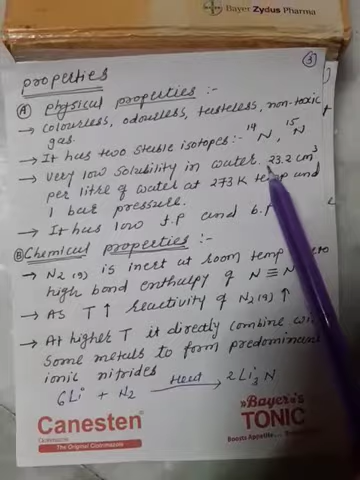 Bayer Zydus Pharma
3
properties
A Physical properties :-
→ Colourless, odourless, tasteless, non-toxic
gas.
→ It has two stable isotopes :- ¹⁴N, ¹⁵N
→ Very low solubility in water. 23.2 cm³
per litre of water at 273 K temp and
1 bar pressure.
→ It has low f.p and b.p
B Chemical properties :-
→ N₂(g) is inert at room temp
high bond enthalpy of N ≡ N
→ AS T↑ reactivity of N₂(g) ↑
→ At higher T it directly combine
some metals to form predominan
ionic nitrides
6Li + N₂ Heat→ 2Li₃N
Canesten
Clotrimazole
The Original Clotrimazole
»Bayer's
TONIC
Boosts Appetite...